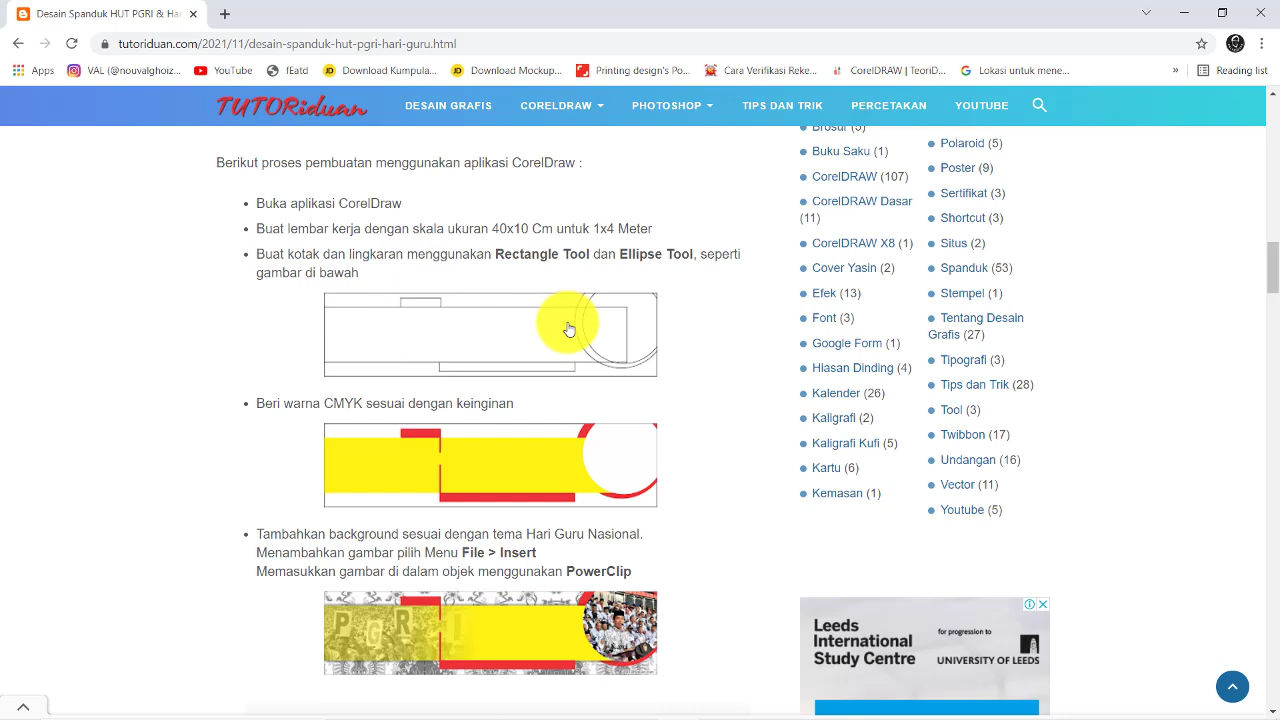 Desain Spanduk HUT PGRI & Har
tutoriduan.com/2021/11/desain-spanduk-hut-pgri-hari-guru.html
Apps
VAL (@nouvalghoiz...
YouTube
fEatd
Download Kumpula...
Download Mockup...
Printing design's Po...
Cara Verifikasi Reke...
CorelDRAW | TeoriD...
Lokasi untuk mene...
»
Reading list
TUTORiduan
DESAIN GRAFIS
CORELDRAW
PHOTOSHOP
TIPS DAN TRIK
PERCETAKAN
YOUTUBE
Berikut proses pembuatan menggunakan aplikasi CorelDraw :
• Buka aplikasi CorelDraw
• Buat lembar kerja dengan skala ukuran 40x10 Cm untuk 1x4 Meter
• Buat kotak dan lingkaran menggunakan Rectangle Tool dan Ellipse Tool, seperti
gambar di bawah
• Beri warna CMYK sesuai dengan keinginan
• Tambahkan background sesuai dengan tema Hari Guru Nasional.
Menambahkan gambar pilih Menu File > Insert
Memasukkan gambar di dalam objek menggunakan PowerClip
PGRI
Brosur (5)
Buku Saku (1)
CorelDRAW (107)
CorelDRAW Dasar
(11)
CorelDRAW X8 (1)
Cover Yasin (2)
Efek (13)
Font (3)
Google Form (1)
Hiasan Dinding (4)
Kalender (26)
Kaligrafi (2)
Kaligrafi Kufi (5)
Kartu (6)
Kemasan (1)
Polaroid (5)
Poster (9)
Sertifikat (3)
Shortcut (3)
Situs (2)
Spanduk (53)
Stempel (1)
Tentang Desain
Grafis (27)
Tipografi (3)
Tips dan Trik (28)
Tool (3)
Twibbon (17)
Undangan (16)
Vector (11)
Youtube (5)
Leeds
International
Study Centre
for progression to
UNIVERSITY OF LEEDS